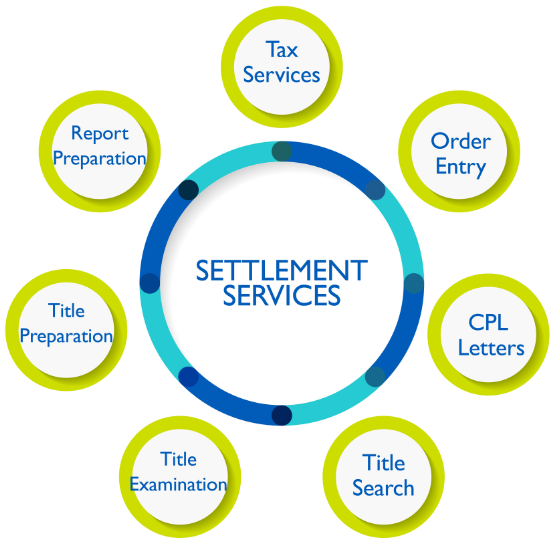 Tax
Services
Order
Entry
CPL
Letters
Title
Search
Title
Examination
Title
Preparation
Report
Preparation
SETTLEMENT
SERVICES